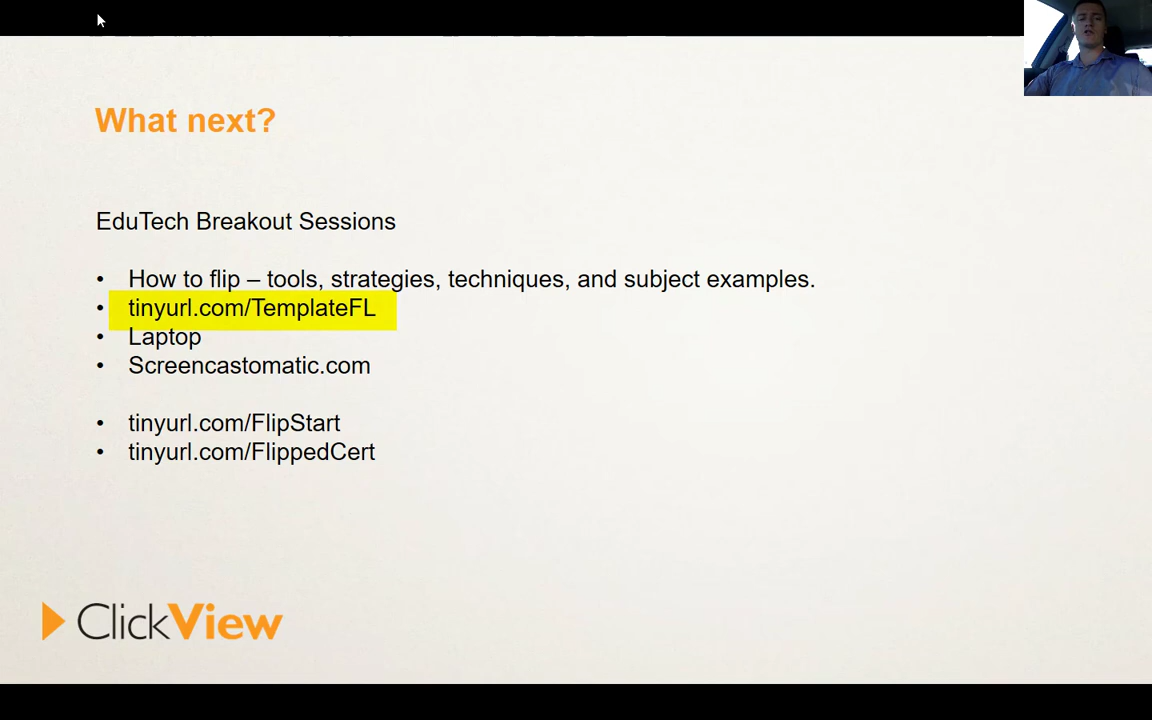 What next?
EduTech Breakout Sessions
• How to flip – tools, strategies, techniques, and subject examples.
• tinyurl.com/TemplateFL
• Laptop
• Screencastomatic.com
• tinyurl.com/FlipStart
• tinyurl.com/FlippedCert
ClickView